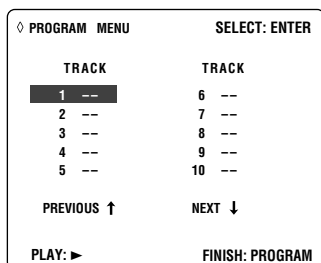 ◊ PROGRAM MENU SELECT: ENTER
TRACK TRACK
1 -- 6 --
2 -- 7 --
3 -- 8 --
4 -- 9 --
5 -- 10 --
PREVIOUS ↑ NEXT ↓
PLAY: ► FINISH: PROGRAM